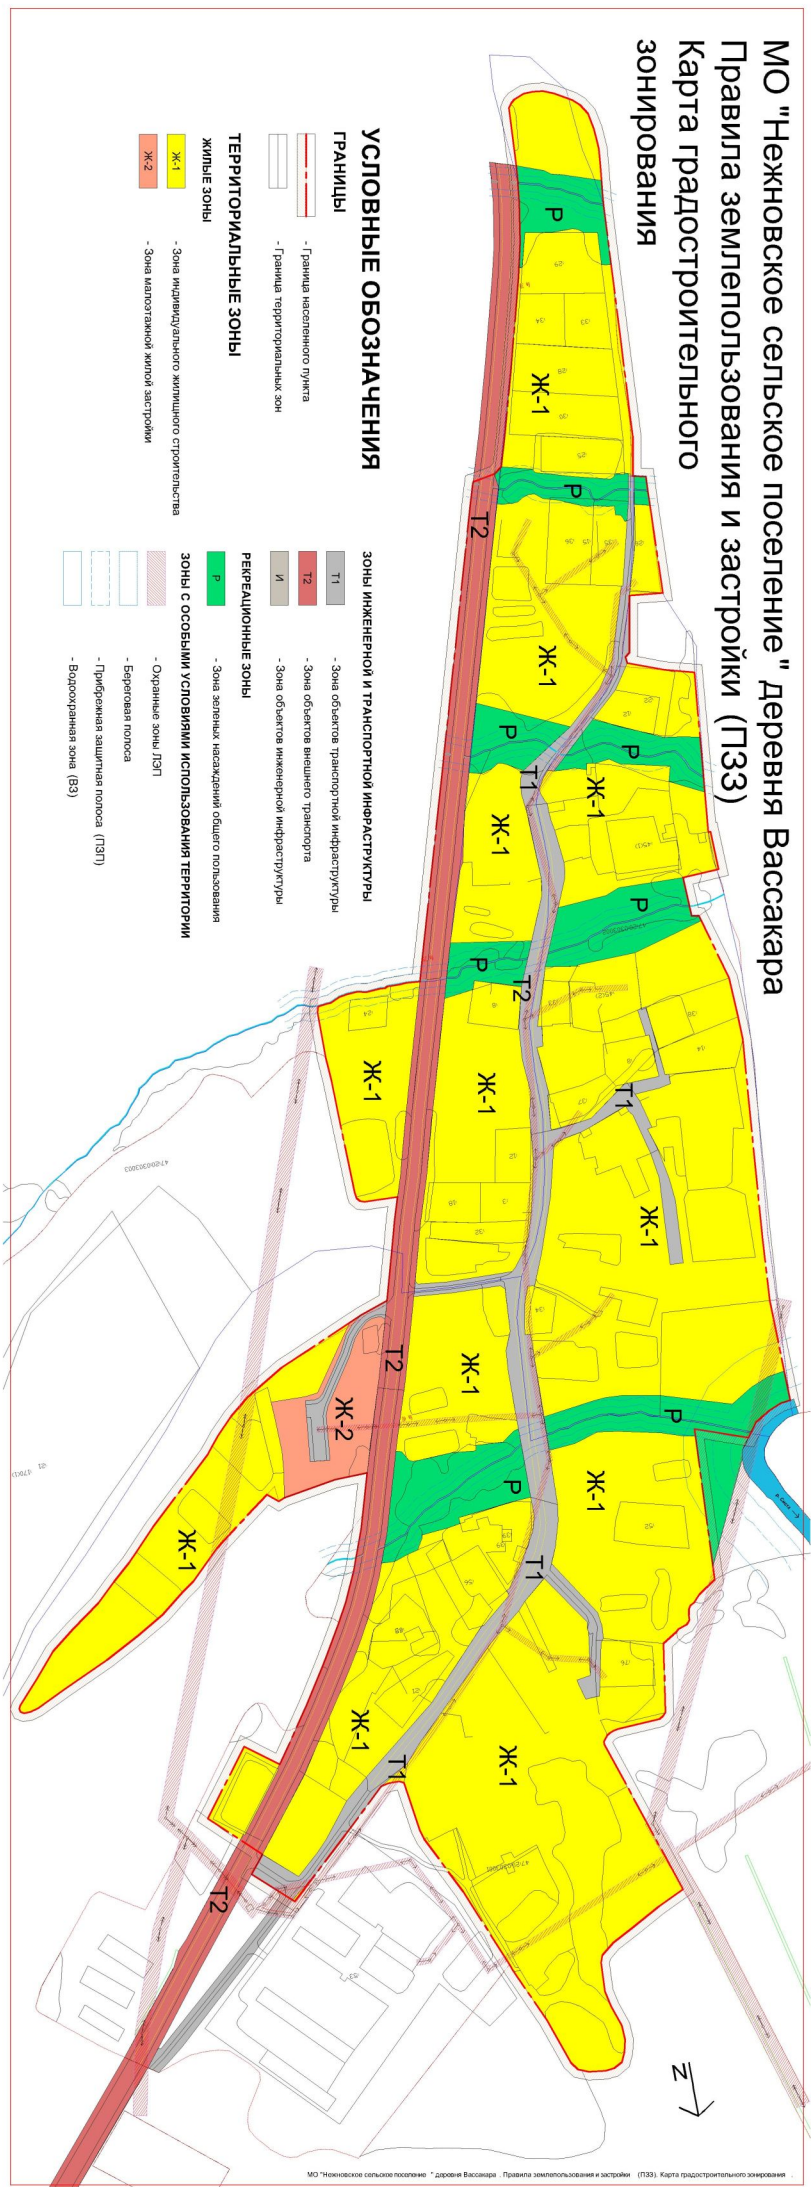 МО "Нежновское сельское поселение " деревня Вассакара
Правила землепользования и застройки (ПЗЗ)
Карта градостроительного
зонирования
УСЛОВНЫЕ ОБОЗНАЧЕНИЯ
ГРАНИЦЫ
- Граница населенного пункта
- Граница территориальных зон
ТЕРРИТОРИАЛЬНЫЕ ЗОНЫ
ЖИЛЫЕ ЗОНЫ
Ж-1
- Зона индивидуального жилищного строительства
Ж-2
- Зона малоэтажной жилой застройки
ЗОНЫ ИНЖЕНЕРНОЙ И ТРАНСПОРТНОЙ ИНФРАСТРУКТУРЫ
Т1
- Зона объектов транспортной инфраструктуры
Т2
- Зона объектов внешнего транспорта
И
- Зона объектов инженерной инфраструктуры
РЕКРЕАЦИОННЫЕ ЗОНЫ
Р
- Зона зеленых насаждений общего пользования
ЗОНЫ С ОСОБЫМИ УСЛОВИЯМИ ИСПОЛЬЗОВАНИЯ ТЕРРИТОРИИ
- Охранные зоны ЛЭП
- Береговая полоса
- Прибрежная защитная полоса (ПЗП)
- Водоохранная зона (ВЗ)
Р
Ж-1
Р
Т2
Ж-1
Р
Р
Т1
Ж-1
Ж-1
Р
Р
Т2
Ж-1
Ж-1
Т1
Ж-1
Т2
Ж-1
Ж-2
Р
Р
Ж-1
Ж-1
Т1
Ж-1
Т1
Ж-1
Т2
N
47:20:0303003
МО "Нежновское сельское поселение " деревня Вассакара . Правила землепользования и застройки (ПЗЗ). Карта градостроительного зонирования .